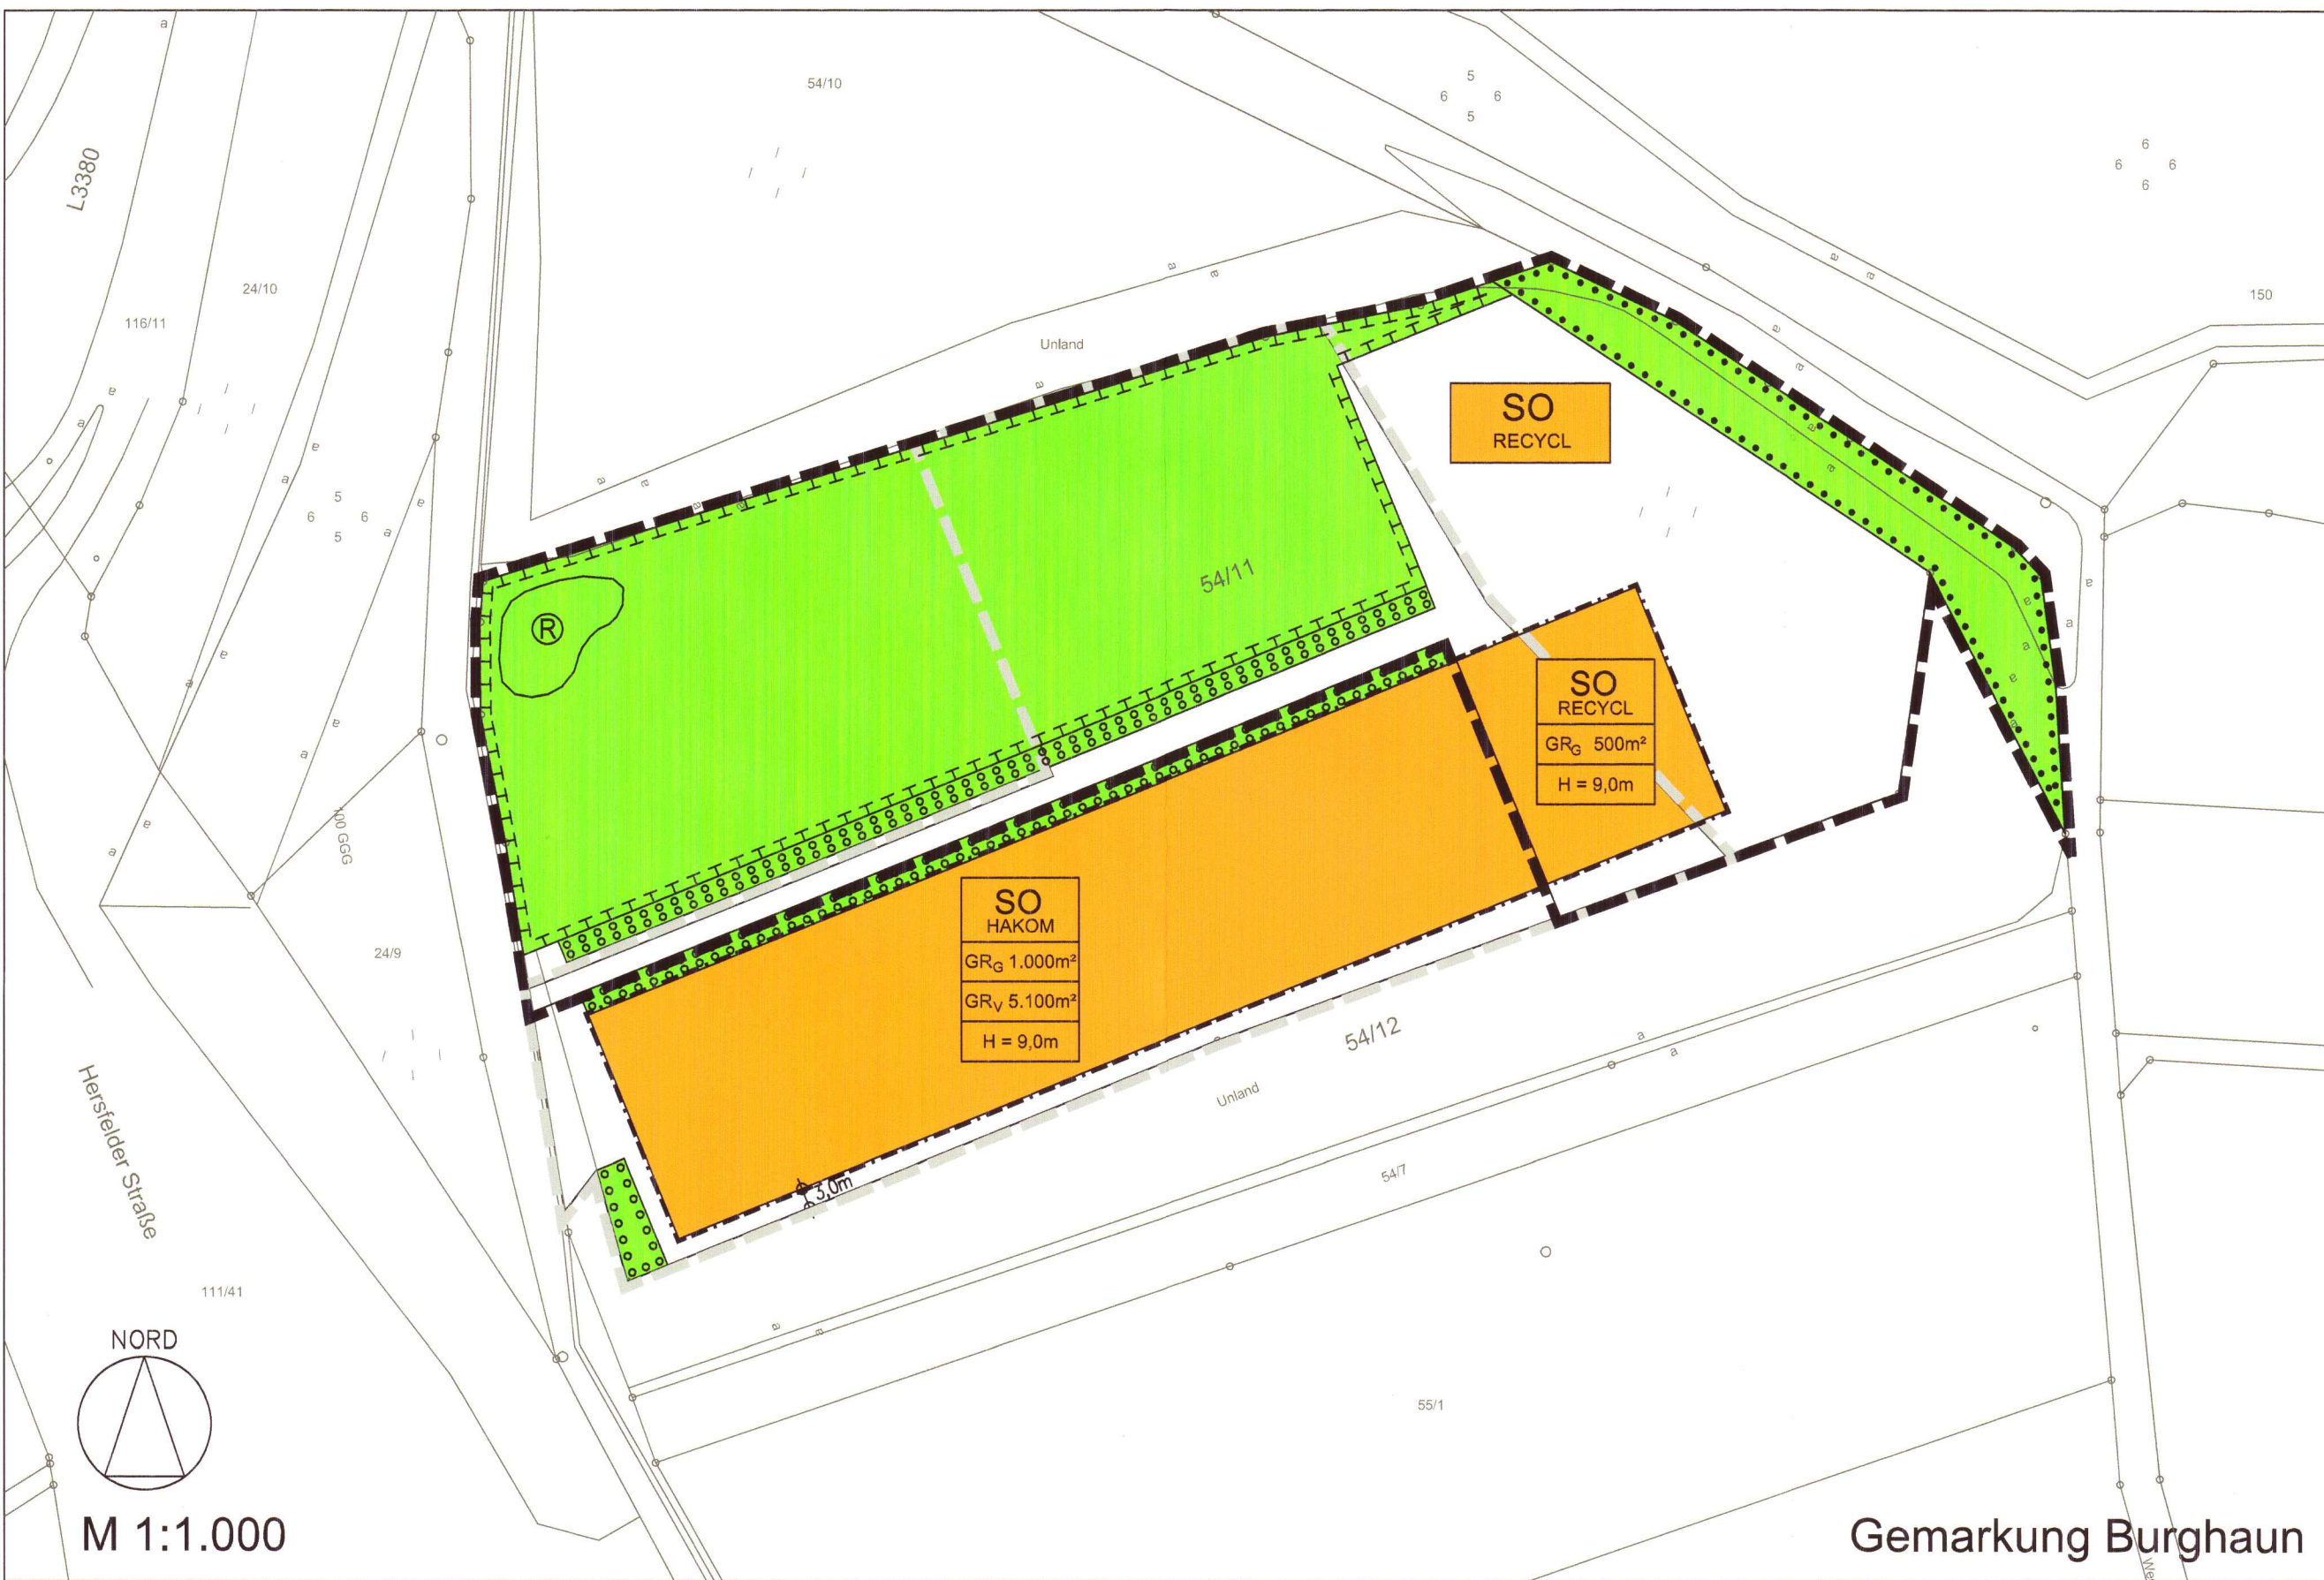 54/10
L3380
24/10
116/11
150
Unland
SO
RECYCL
54/11
R
SO
RECYCL
GRG 500m²
H = 9,0m
SO
HAKOM
GRG 1.000m²
GRV 5.100m²
H = 9,0m
24/9
54/12
Unland
3,0m
54/7
Hersfelder Straße
111/41
55/1
NORD
M 1:1.000
Gemarkung Burghaun